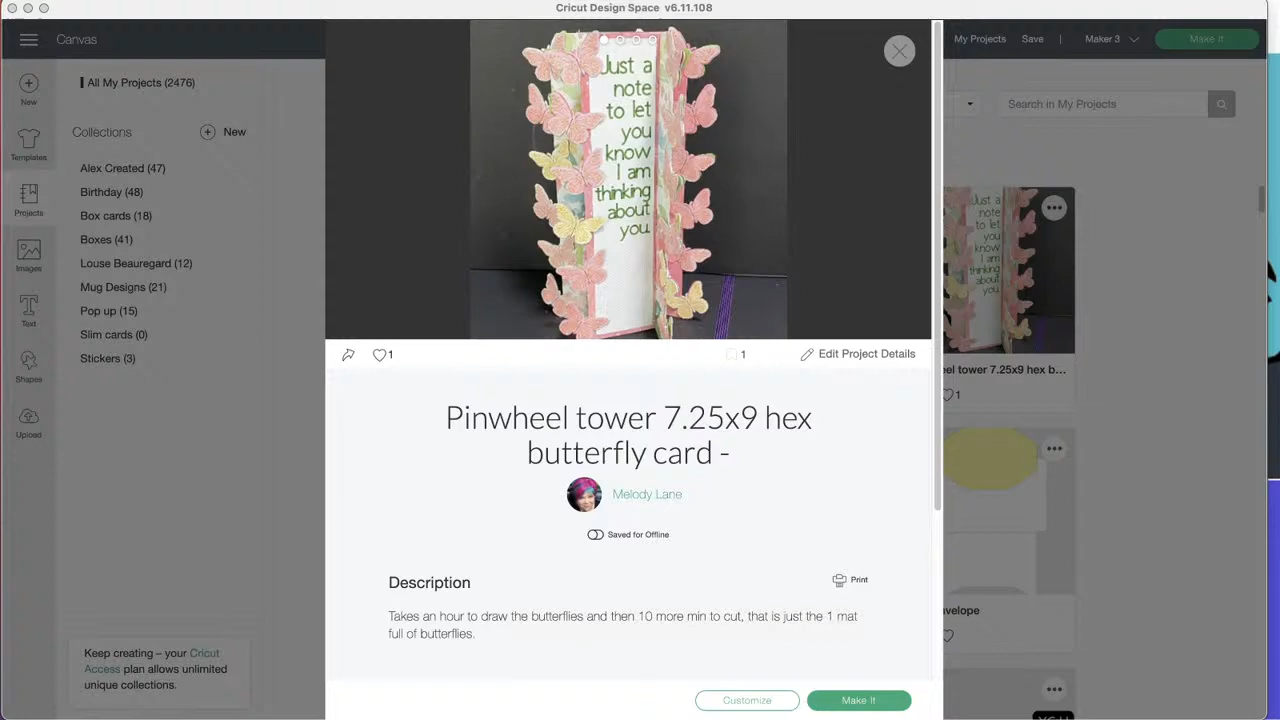 Cricut Design Space v6.11.108
Canvas
My Projects
Save
|
Maker 3
Make It
New
Templates
Projects
Images
Text
Shapes
Upload
All My Projects (2476)
Collections
New
Alex Created (47)
Birthday (48)
Box cards (18)
Boxes (41)
Louse Beauregard (12)
Mug Designs (21)
Pop up (15)
Slim cards (0)
Stickers (3)
Keep creating – your Cricut
Access plan allows unlimited
unique collections.
Just a
note
to let
you
know
I am
thinking
about
you.
1
1
Edit Project Details
Pinwheel tower 7.25x9 hex
butterfly card -
Melody Lane
Saved for Offline
Description
Print
Takes an hour to draw the butterflies and then 10 more min to cut, that is just the 1 mat
full of butterflies.
Customize
Make It
Search in My Projects
Just a
note
to let
you
know
I am
thinking
about
you.
el tower 7.25x9 hex b...
1
velope